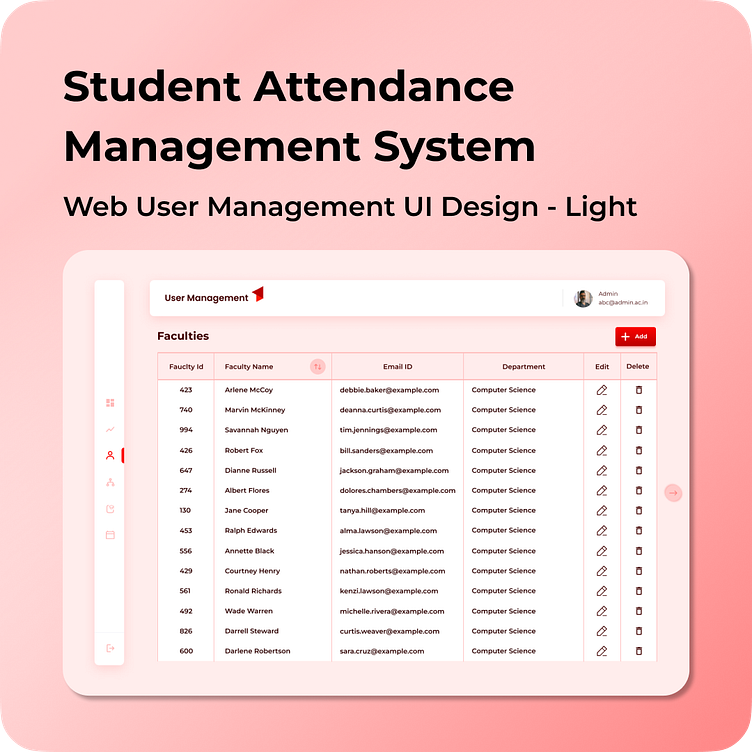 Student Attendance
Management System
Web User Management UI Design - Light
User Management
Admin
abc@admin.ac.in
Faculties
Add
Fauclty Id Faculty Name Email ID Department Edit Delete
423 Arlene McCoy debbie.baker@example.com Computer Science
740 Marvin McKinney deanna.curtis@example.com Computer Science
994 Savannah Nguyen tim.jennings@example.com Computer Science
426 Robert Fox bill.sanders@example.com Computer Science
647 Dianne Russell jackson.graham@example.com Computer Science
274 Albert Flores dolores.chambers@example.com Computer Science
130 Jane Cooper tanya.hill@example.com Computer Science
453 Ralph Edwards alma.lawson@example.com Computer Science
556 Annette Black jessica.hanson@example.com Computer Science
429 Courtney Henry nathan.roberts@example.com Computer Science
561 Ronald Richards kenzi.lawson@example.com Computer Science
492 Wade Warren michelle.rivera@example.com Computer Science
826 Darrell Steward curtis.weaver@example.com Computer Science
600 Darlene Robertson sara.cruz@example.com Computer Science